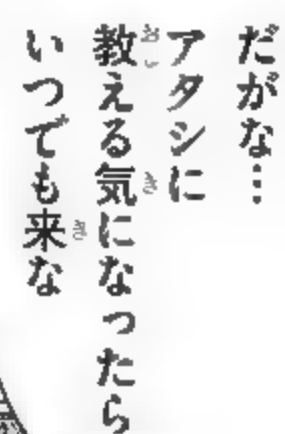 だがな…
アタシに
教える気になったら
いつでも来な